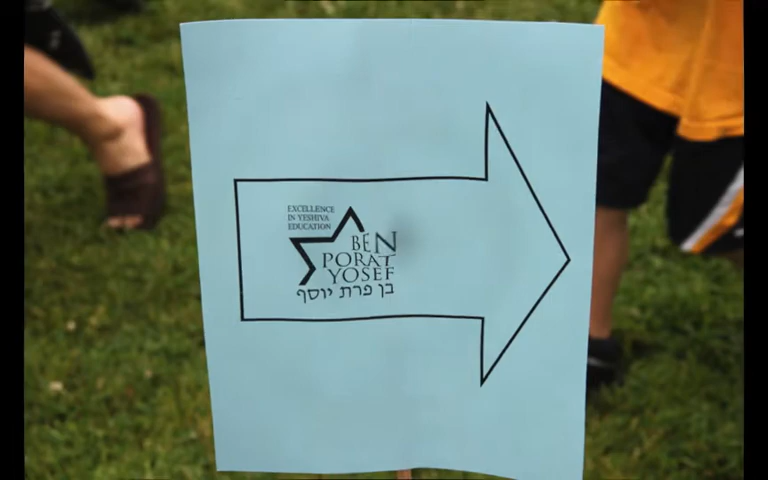 EXCELLENCE
IN YESHIVA
EDUCATION
BEN
PORAT
YOSEF
בן פרת יוסף